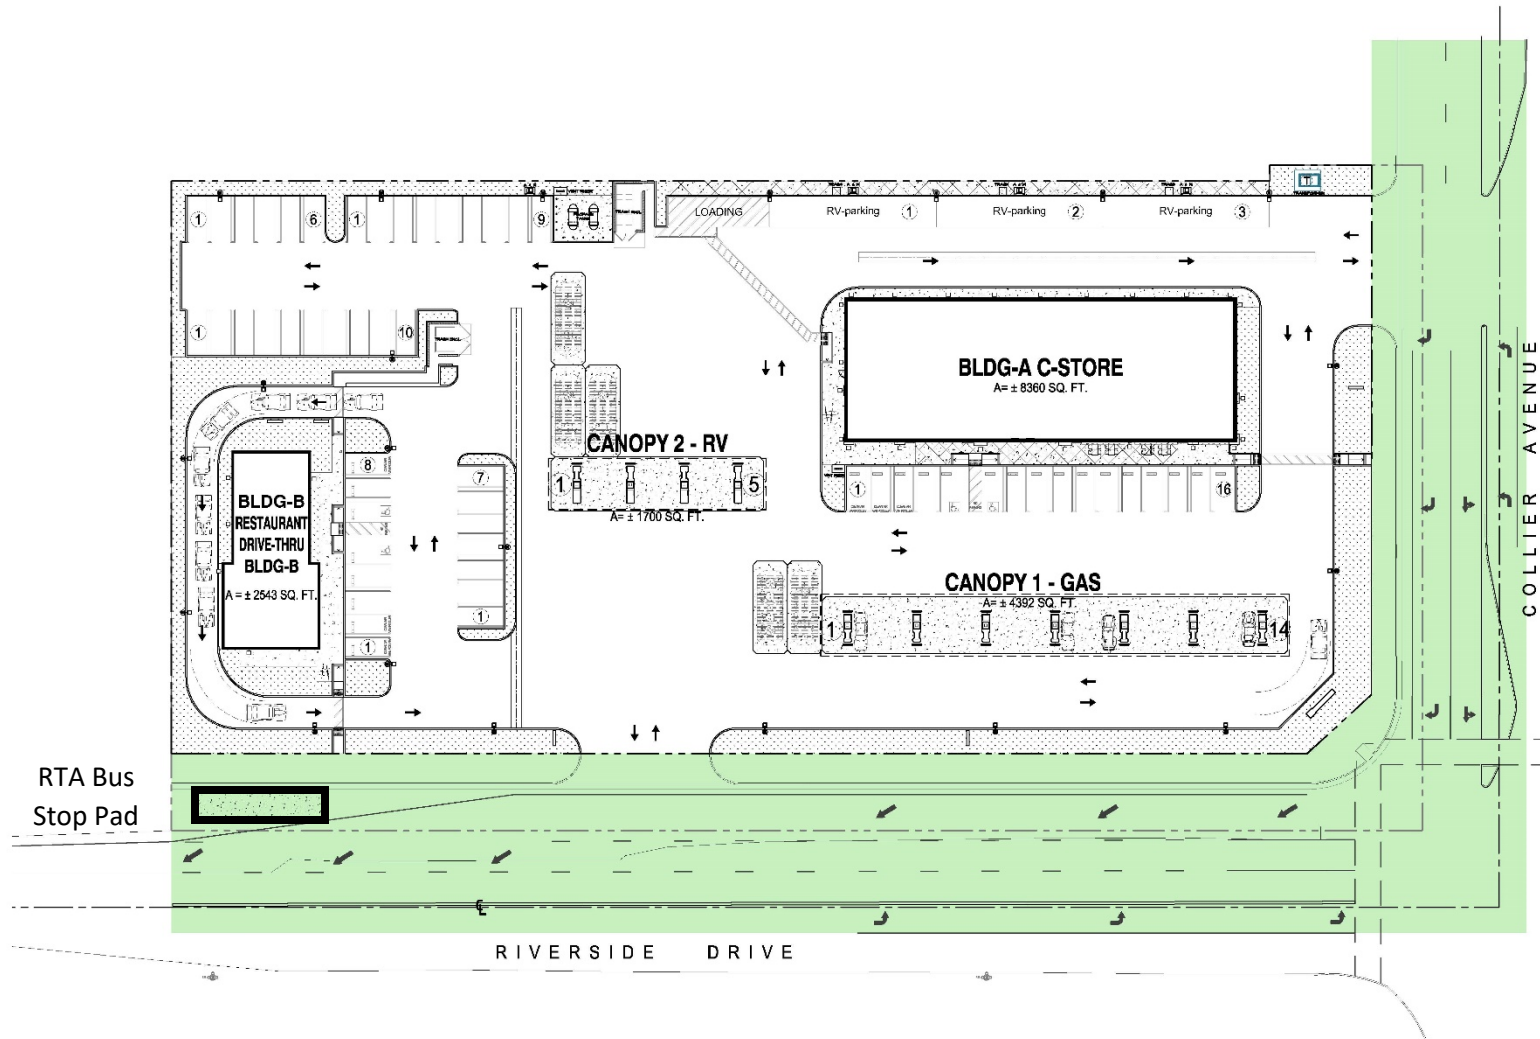 TRANSFORMER
1
6
1
9
LOADING
RV-parking
1
RV-parking
2
RV-parking
3
1
10
BLDG-A C-STORE
A= ± 8360 SQ. FT.
COLLIER AVENUE
CANOPY 2 - RV
1
5
A= ± 1700 SQ. FT.
8
7
1
16
BLDG-B
RESTAURANT
DRIVE-THRU
BLDG-B
A = ± 2543 SQ. FT.
CANOPY 1 - GAS
A= ± 4392 SQ. FT.
1
14
1
1
RTA Bus
Stop Pad
RIVERSIDE DRIVE